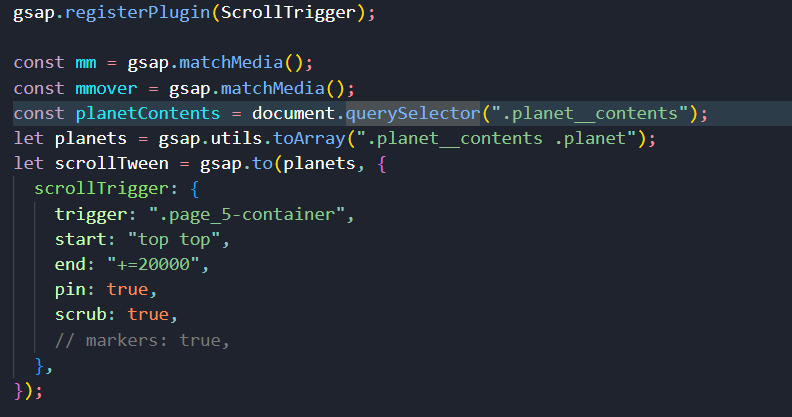 gsap.registerPlugin(ScrollTrigger);
const mm = gsap.matchMedia();
const mmover = gsap.matchMedia();
const planetContents = document.querySelector(".planet__contents");
let planets = gsap.utils.toArray(".planet__contents .planet");
let scrollTween = gsap.to(planets, {
  scrollTrigger: {
    trigger: ".page_5-container",
    start: "top top",
    end: "+=20000",
    pin: true,
    scrub: true,
    // markers: true,
  },
});